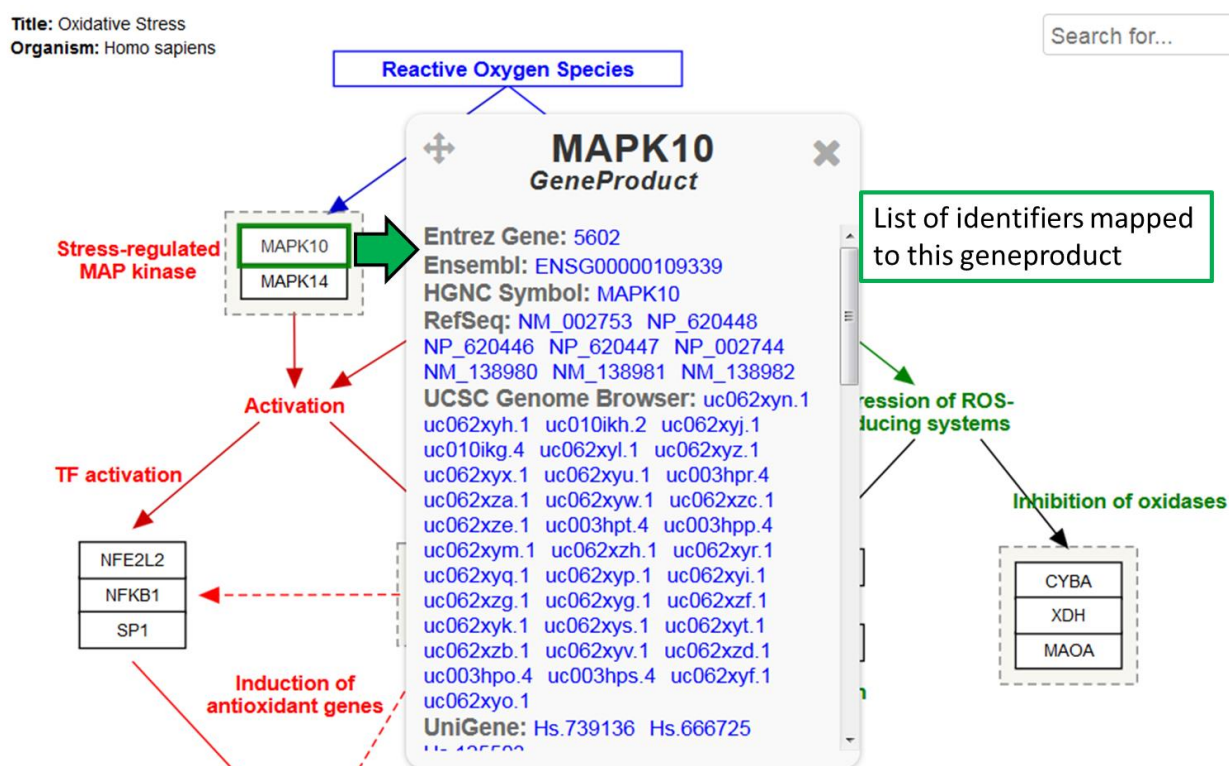 Title: Oxidative Stress
Organism: Homo sapiens
Search for...
Reactive Oxygen Species
MAPK10
GeneProduct
Stress-regulated
MAP kinase
MAPK10
MAPK14
List of identifiers mapped
to this geneproduct
Entrez Gene: 5602
Ensembl: ENSG00000109339
HGNC Symbol: MAPK10
RefSeq: NM_002753 NP_620448
NP_620446 NP_620447 NP_002744
NM_138980 NM_138981 NM_138982
UCSC Genome Browser: uc062xyn.1
uc062xyh.1 uc010ikh.2 uc062xyj.1
uc010ikg.4 uc062xyl.1 uc062xyz.1
uc062xyx.1 uc062xyu.1 uc003hpr.4
uc062xza.1 uc062xyw.1 uc062xzc.1
uc062xze.1 uc003hpt.4 uc003hpp.4
uc062xym.1 uc062xzh.1 uc062xyr.1
uc062xyq.1 uc062xyp.1 uc062xyi.1
uc062xzg.1 uc062xyg.1 uc062xzf.1
uc062xyk.1 uc062xys.1 uc062xyt.1
uc062xzb.1 uc062xyv.1 uc062xzd.1
uc003hpo.4 uc003hps.4 uc062xyf.1
uc062xyo.1
UniGene: Hs.739136 Hs.666725
Activation
TF activation
NFE2L2
NFKB1
SP1
Induction of
antioxidant genes
ression of ROS-
ducing systems
Inhibition of oxidases
CYBA
XDH
MAOA